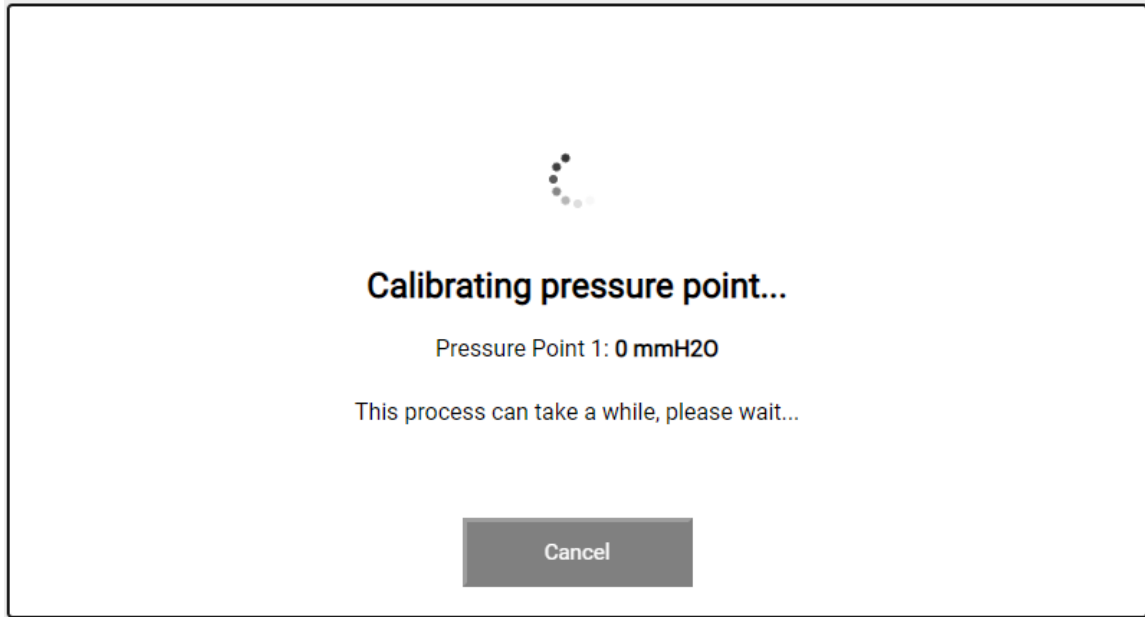 Calibrating pressure point...
Pressure Point 1: 0 mmH2O
This process can take a while, please wait...
Cancel